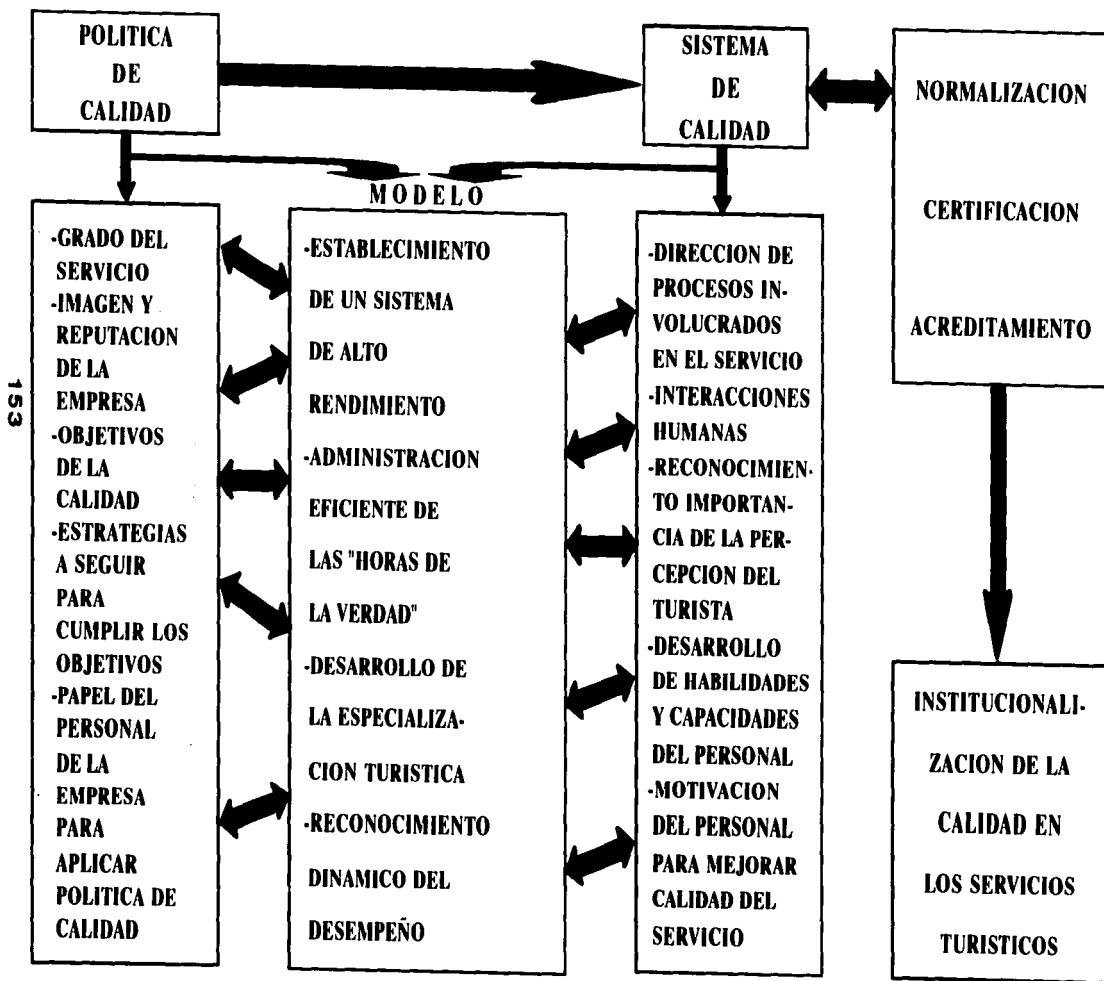 POLITICA
DE
CALIDAD
SISTEMA
DE
CALIDAD
NORMALIZACION
CERTIFICACION
ACREDITAMIENTO
MODELO
-GRADO DEL
SERVICIO
-IMAGEN Y
REPUTACION
DE LA
EMPRESA
-OBJETIVOS
DE LA
CALIDAD
-ESTRATEGIAS
A SEGUIR
PARA
CUMPLIR LOS
OBJETIVOS
-PAPEL DEL
PERSONAL
DE LA
EMPRESA
PARA
APLICAR
POLITICA DE
CALIDAD
-ESTABLECIMIENTO
DE UN SISTEMA
DE ALTO
RENDIMIENTO
-ADMINISTRACION
EFICIENTE DE
LAS "HORAS DE
LA VERDAD"
-DESARROLLO DE
LA ESPECIALIZA-
CION TURISTICA
-RECONOCIMIENTO
DINAMICO DEL
DESEMPEÑO
-DIRECCION DE
PROCESOS IN-
VOLUCRADOS
EN EL SERVICIO
-INTERACCIONES
HUMANAS
-RECONOCIMIEN-
TO IMPORTAN-
CIA DE LA PER-
CEPCION DEL
TURISTA
-DESARROLLO
DE HABILIDADES
Y CAPACIDADES
DEL PERSONAL
-MOTIVACION
DEL PERSONAL
PARA MEJORAR
CALIDAD DEL
SERVICIO
INSTITUCIONALI-
ZACION DE LA
CALIDAD EN
LOS SERVICIOS
TURISTICOS
153